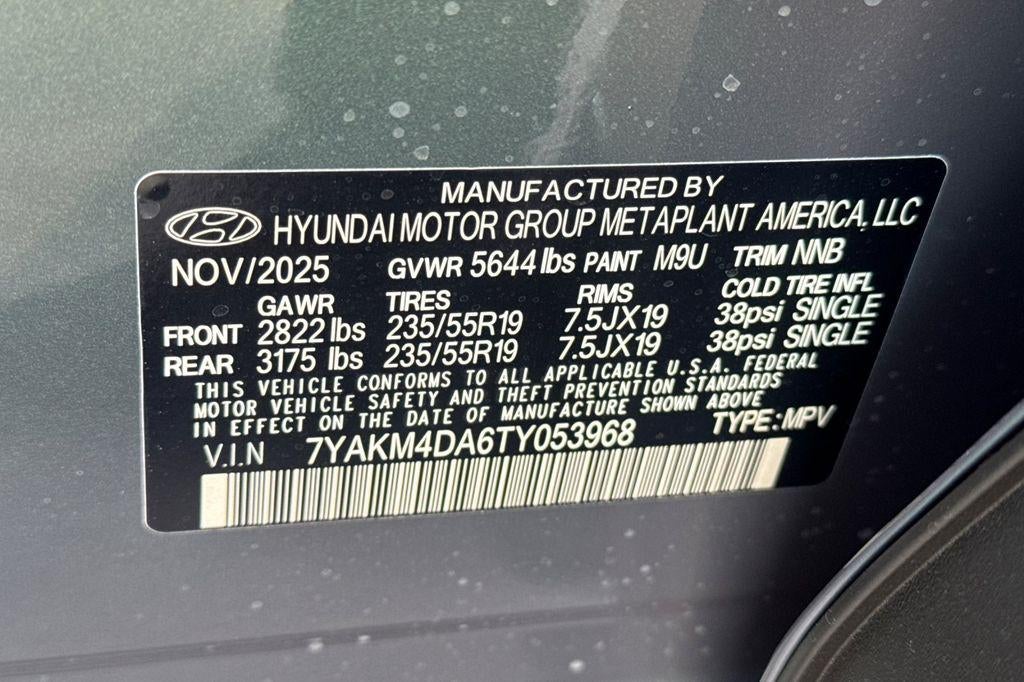 MANUFACTURED BY
HYUNDAI MOTOR GROUP METAPLANT AMERICA, LLC
NOV/2025 GVWR 5644 lbs PAINT M9U TRIM NNB
GAWR TIRES RIMS COLD TIRE INFL
FRONT 2822 lbs 235/55R19 7.5JX19 38psi SINGLE
REAR 3175 lbs 235/55R19 7.5JX19 38psi SINGLE
THIS VEHICLE CONFORMS TO ALL APPLICABLE U.S.A. FEDERAL
MOTOR VEHICLE SAFETY AND THEFT PREVENTION STANDARDS
IN EFFECT ON THE DATE OF MANUFACTURE SHOWN ABOVE
V.I.N 7YAKM4DA6TY053968 TYPE:MPV